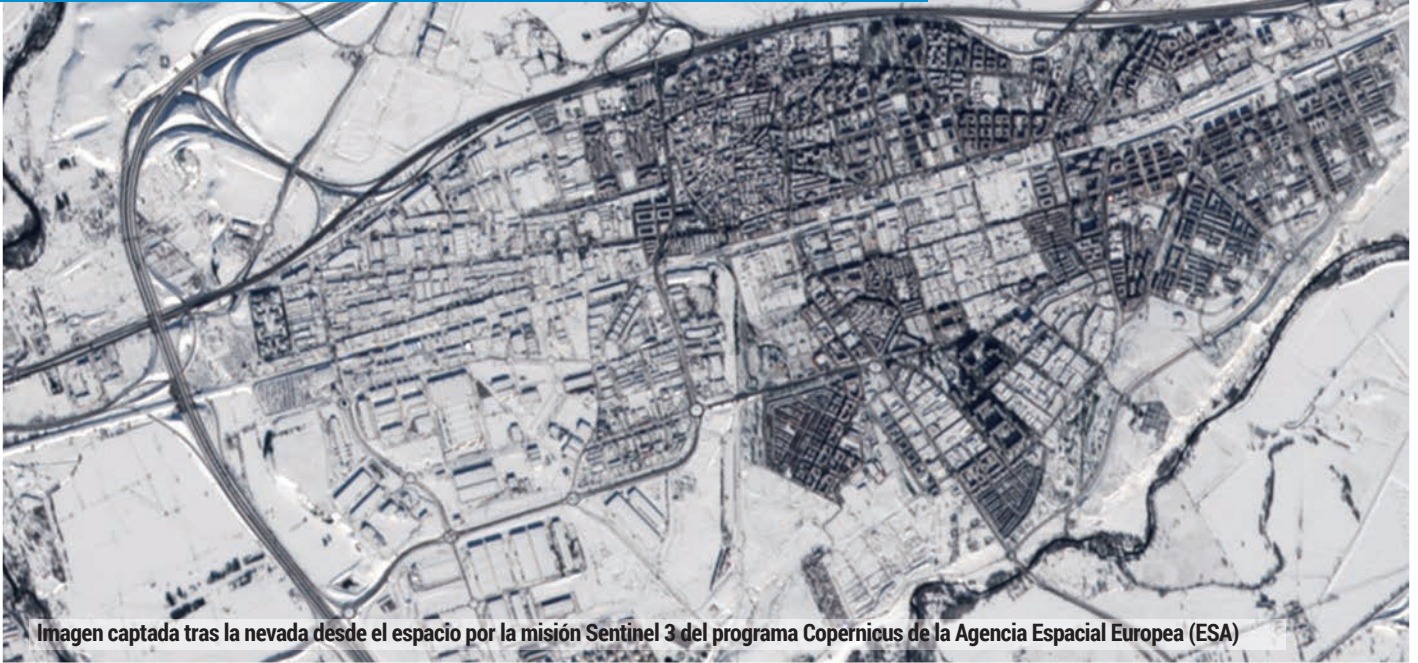 Imagen captada tras la nevada desde el espacio por la misión Sentinel 3 del programa Copernicus de la Agencia Espacial Europea (ESA)